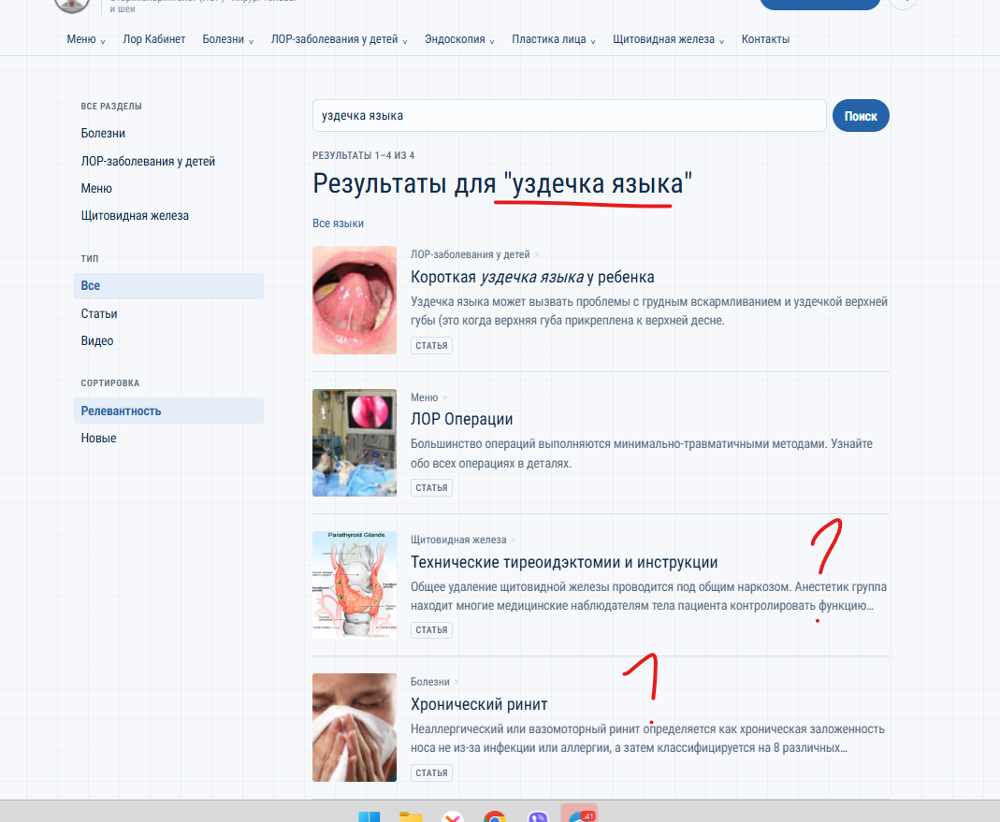 и шеи
Меню Лор Кабинет Болезни ЛОР-заболевания у детей Эндоскопия Пластика лица Щитовидная железа Контакты
ВСЕ РАЗДЕЛЫ
Болезни
ЛОР-заболевания у детей
Меню
Щитовидная железа
ТИП
Все
Статьи
Видео
СОРТИРОВКА
Релевантность
Новые
уздечка языка
Поиск
РЕЗУЛЬТАТЫ 1–4 ИЗ 4
Результаты для "уздечка языка"
Все языки
ЛОР-заболевания у детей >
Короткая уздечка языка у ребенка
Уздечка языка может вызвать проблемы с грудным вскармливанием и уздечкой верхней
губы (это когда верхняя губа прикреплена к верхней десне.
СТАТЬЯ
Меню >
ЛОР Операции
Большинство операций выполняются минимально-травматичными методами. Узнайте
обо всех операциях в деталях.
СТАТЬЯ
?
Parathyroid Glands
Щитовидная железа >
Технические тиреоидэктомии и инструкции
Общее удаление щитовидной железы проводится под общим наркозом. Анестетик группа
находит многие медицинские наблюдателям тела пациента контролировать функцию...
СТАТЬЯ
?
Болезни >
Хронический ринит
Неаллергический или вазомоторный ринит определяется как хроническая заложенность
носа не из-за инфекции или аллергии, а затем классифицируется на 8 различных...
СТАТЬЯ
41